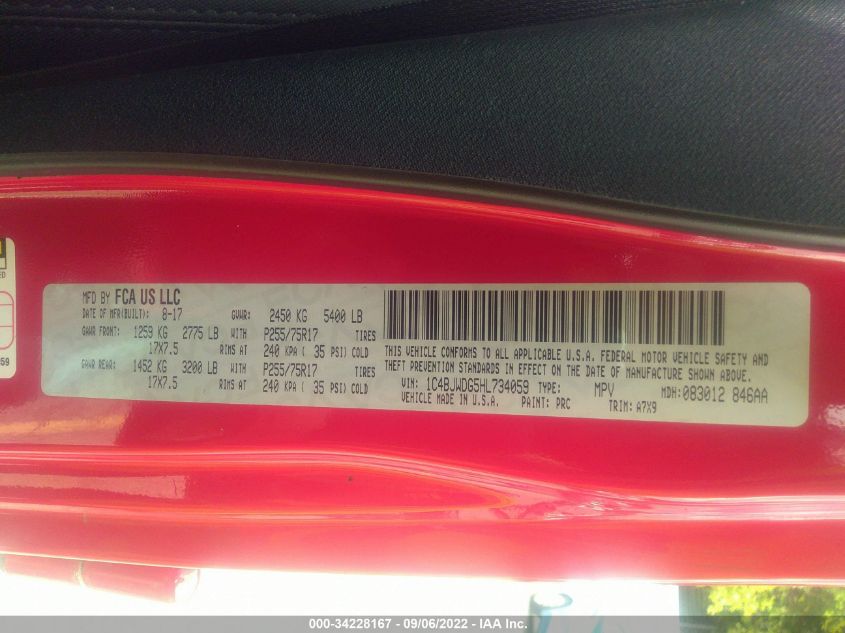 MFD BY FCA US LLC
DATE OF MFR(BUILT): 8-17 GVWR: 2450 KG 5400 LB
GAWR FRONT: 1259 KG 2775 LB WITH P255/75R17 TIRES
17X7.5 RIMS AT 240 KPA ( 35 PSI) COLD
GAWR REAR: 1452 KG 3200 LB WITH P255/75R17 TIRES
17X7.5 RIMS AT 240 KPA ( 35 PSI) COLD
THIS VEHICLE CONFORMS TO ALL APPLICABLE U.S.A. FEDERAL MOTOR VEHICLE SAFETY AND
THEFT PREVENTION STANDARDS IN EFFECT ON THE DATE OF MANUFACTURE SHOWN ABOVE.
VIN: 1C4BJWDG5HL734059 TYPE: MPV MDH:083012 846AA
VEHICLE MADE IN U.S.A. PAINT: PRC TRIM: A7X9
ED
59
000-34228167 - 09/06/2022 - IAA Inc.